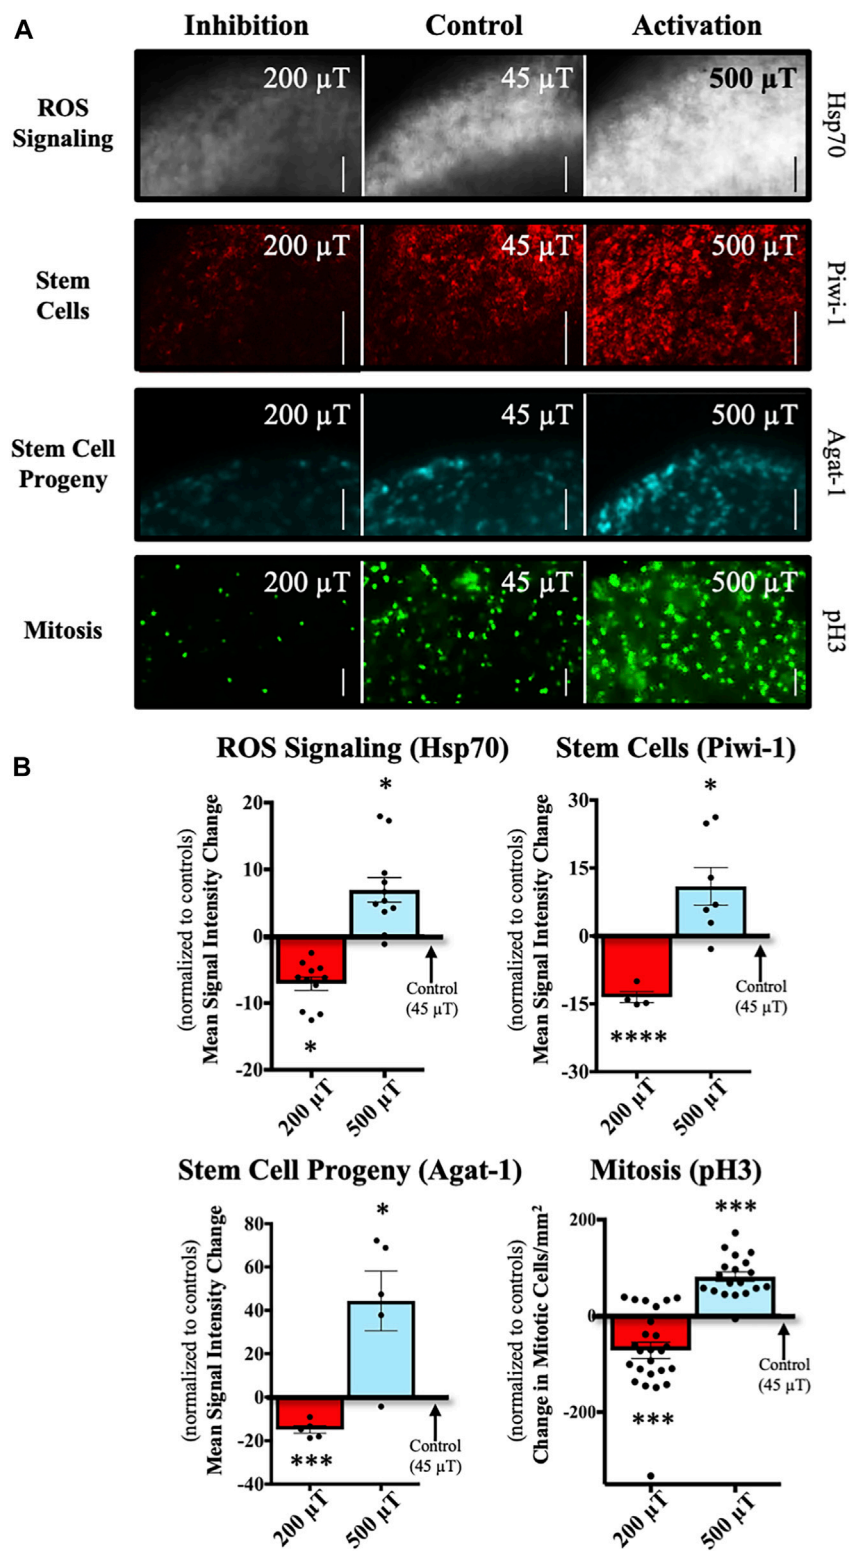 A
Inhibition Control Activation
ROS
Signaling
200 µT 45 µT 500 µT
Hsp70
Stem
Cells
200 µT 45 µT 500 µT
Piwi-1
Stem Cell
Progeny
200 µT 45 µT 500 µT
Agat-1
Mitosis
200 µT 45 µT 500 µT
pH3
B
ROS Signaling (Hsp70)
(normalized to controls)
Mean Signal Intensity Change
20
10
0
-10
-20
*
*
Control
(45 µT)
200 µT
500 µT
Stem Cells (Piwi-1)
(normalized to controls)
Mean Signal Intensity Change
30
15
0
-15
-30
*
****
Control
(45 µT)
200 µT
500 µT
Stem Cell Progeny (Agat-1)
(normalized to controls)
Mean Signal Intensity Change
80
60
40
20
0
-20
-40
*
***
Control
(45 µT)
200 µT
500 µT
Mitosis (pH3)
(normalized to controls)
Change in Mitotic Cells/mm²
200
0
-200
***
***
Control
(45 µT)
200 µT
500 µT